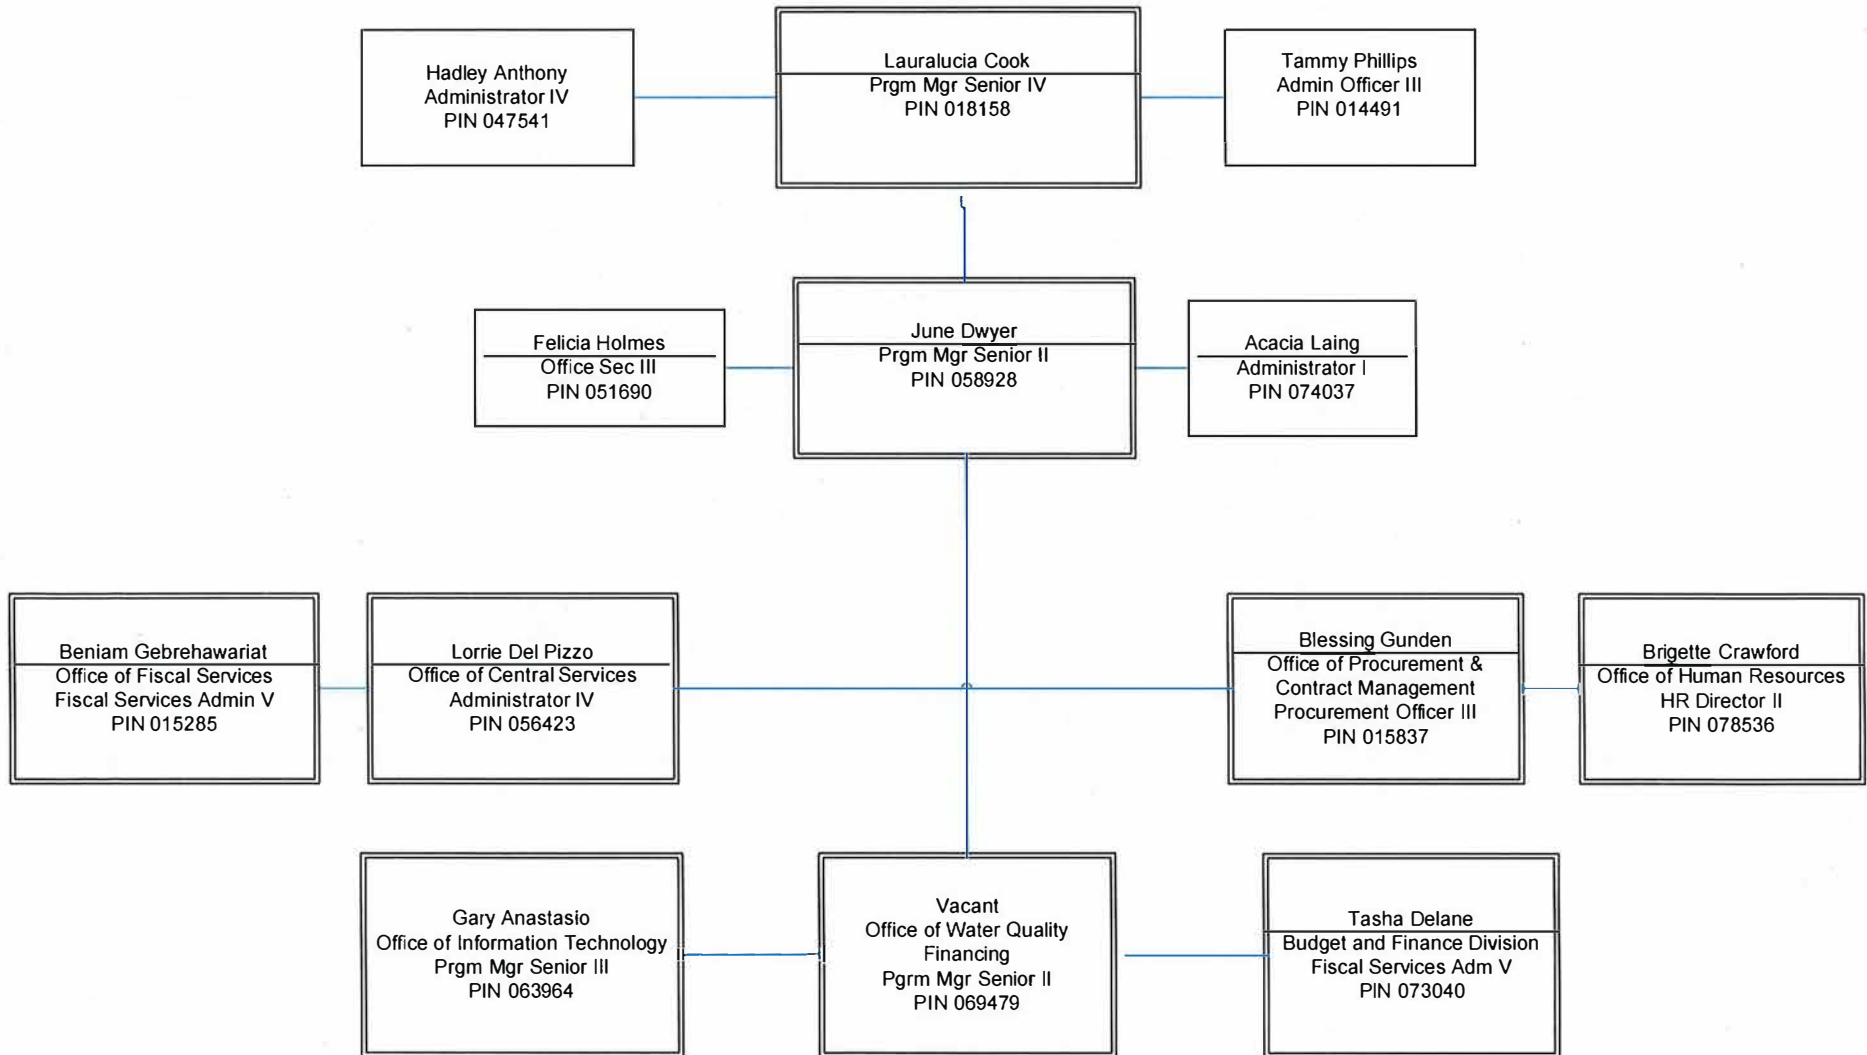 Hadley Anthony
Administrator IV
PIN 047541
Lauralucia Cook
Prgm Mgr Senior IV
PIN 018158
Tammy Phillips
Admin Officer III
PIN 014491
Felicia Holmes
Office Sec III
PIN 051690
June Dwyer
Prgm Mgr Senior II
PIN 058928
Acacia Laing
Administrator I
PIN 074037
Beniam Gebrehawariat
Office of Fiscal Services
Fiscal Services Admin V
PIN 015285
Lorrie Del Pizzo
Office of Central Services
Administrator IV
PIN 056423
Blessing Gunden
Office of Procurement &
Contract Management
Procurement Officer III
PIN 015837
Brigette Crawford
Office of Human Resources
HR Director II
PIN 078536
Gary Anastasio
Office of Information Technology
Prgm Mgr Senior III
PIN 063964
Vacant
Office of Water Quality
Financing
Pgrm Mgr Senior II
PIN 069479
Tasha Delane
Budget and Finance Division
Fiscal Services Adm V
PIN 073040